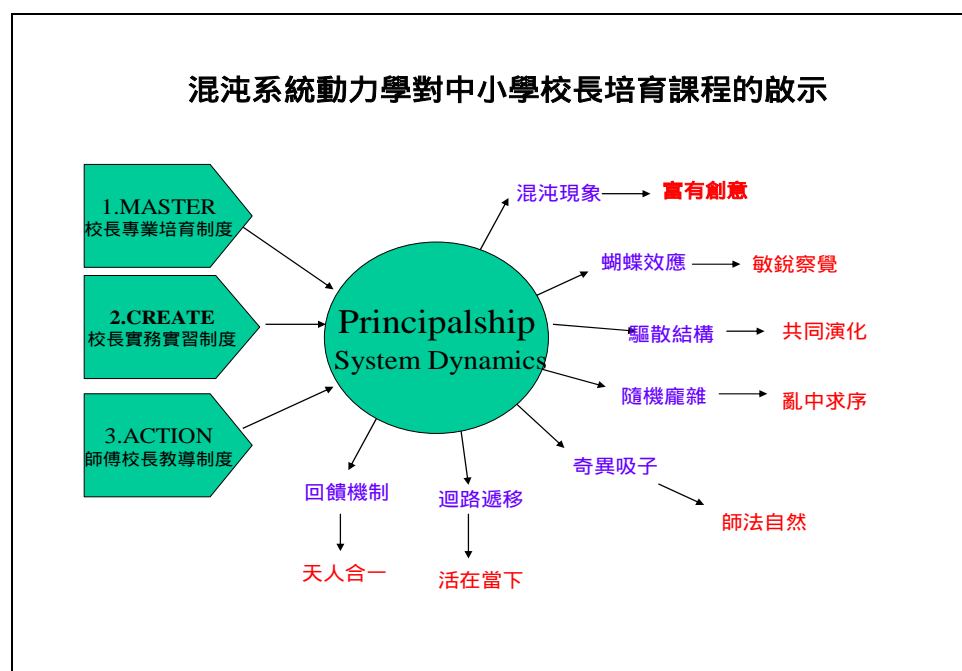 混沌系統動力學對中小學校長培育課程的啟示
1.MASTER
校長專業培育制度
2.CREATE
校長實務實習制度
3.ACTION
師傅校長教導制度
Principalship
System Dynamics
混沌現象
富有創意
蝴蝶效應
敏銳察覺
驅散結構
共同演化
隨機龐雜
亂中求序
奇異吸子
師法自然
迴路遞移
活在當下
回饋機制
天人合一